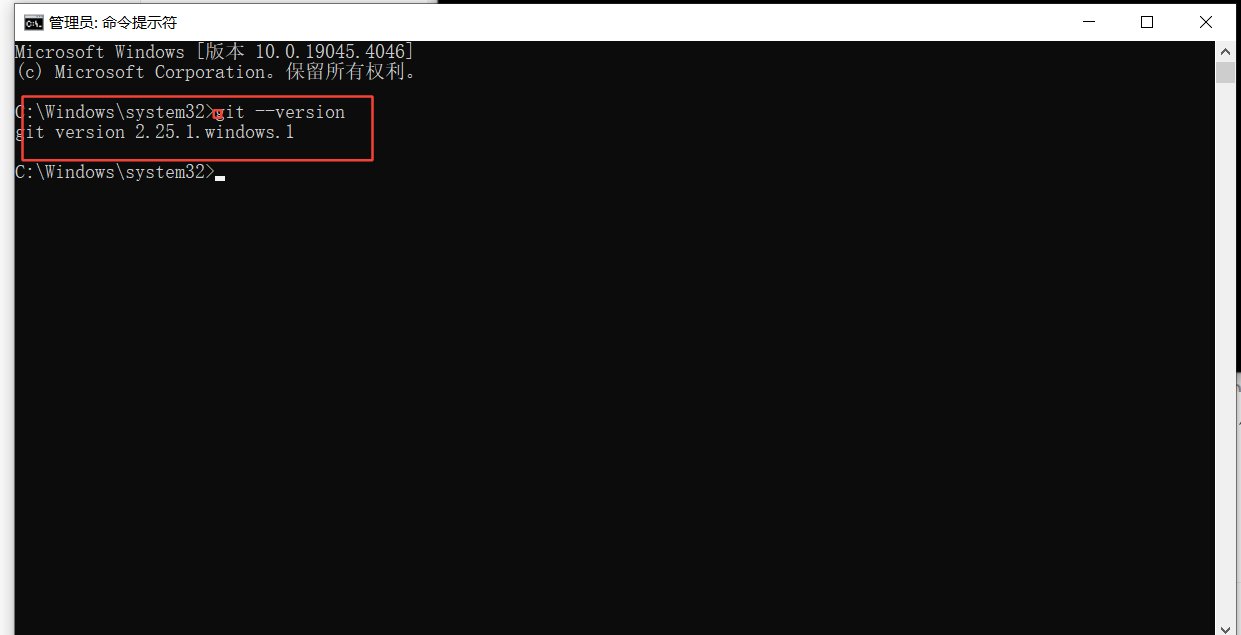 管理员: 命令提示符
Microsoft Windows [版本 10.0.19045.4046]
(c) Microsoft Corporation。保留所有权利。
C:\Windows\system32>git --version
git version 2.25.1.windows.1
C:\Windows\system32>